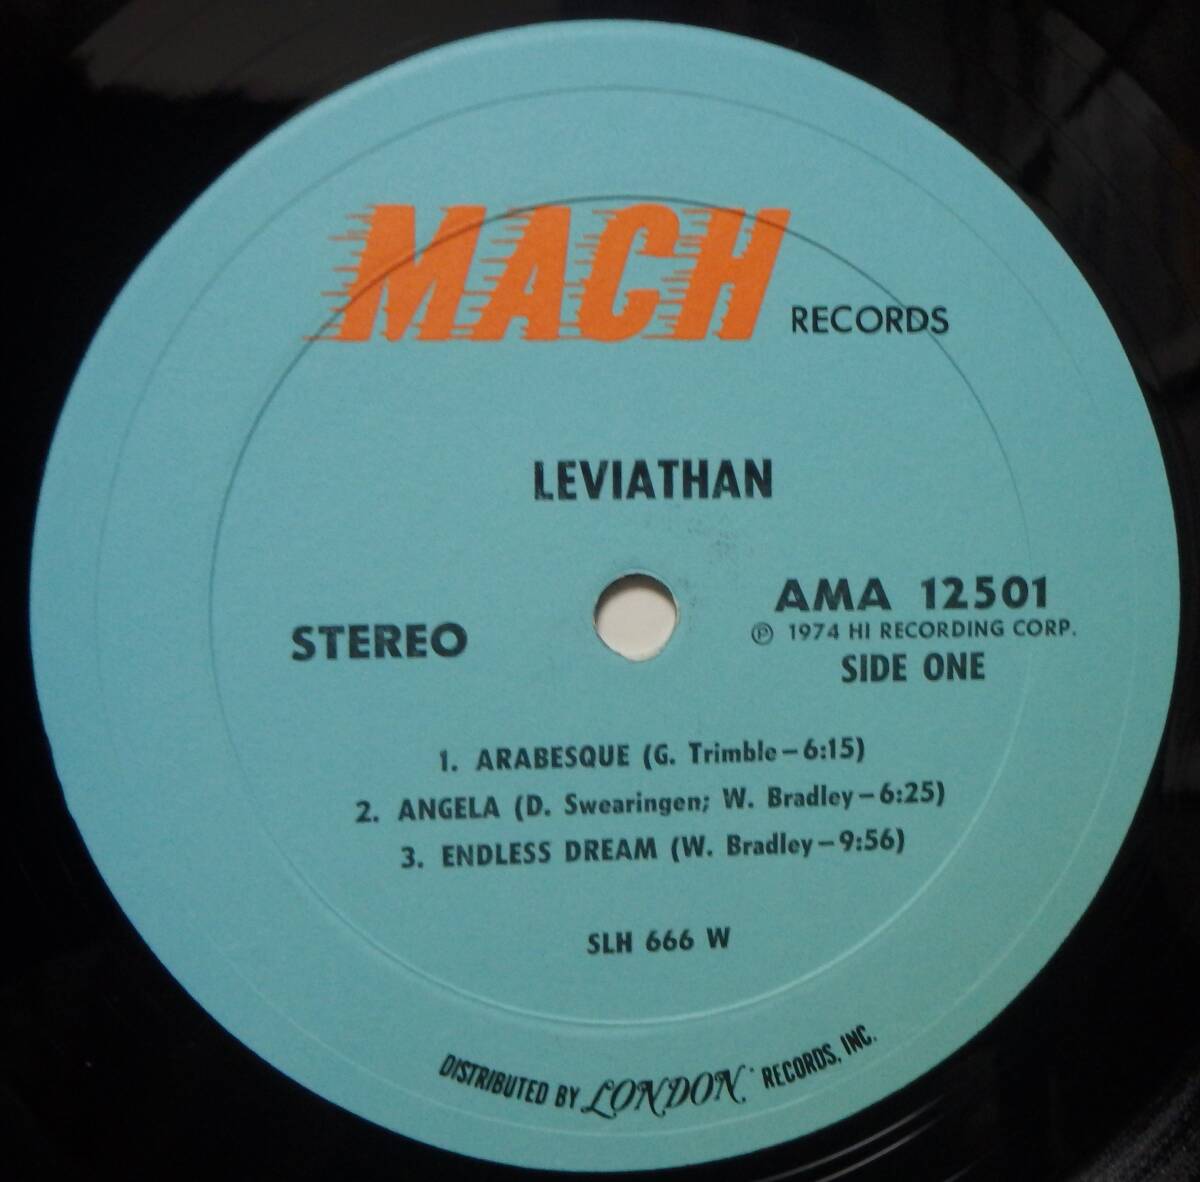 MACH RECORDS
LEVIATHAN
STEREO
AMA 12501
Ⓟ 1974 HI RECORDING CORP.
SIDE ONE
1. ARABESQUE (G. Trimble—6:15)
2. ANGELA (D. Swearingen; W. Bradley—6:25)
3. ENDLESS DREAM (W. Bradley—9:56)
SLH 666 W
DISTRIBUTED BY LONDON RECORDS, INC.